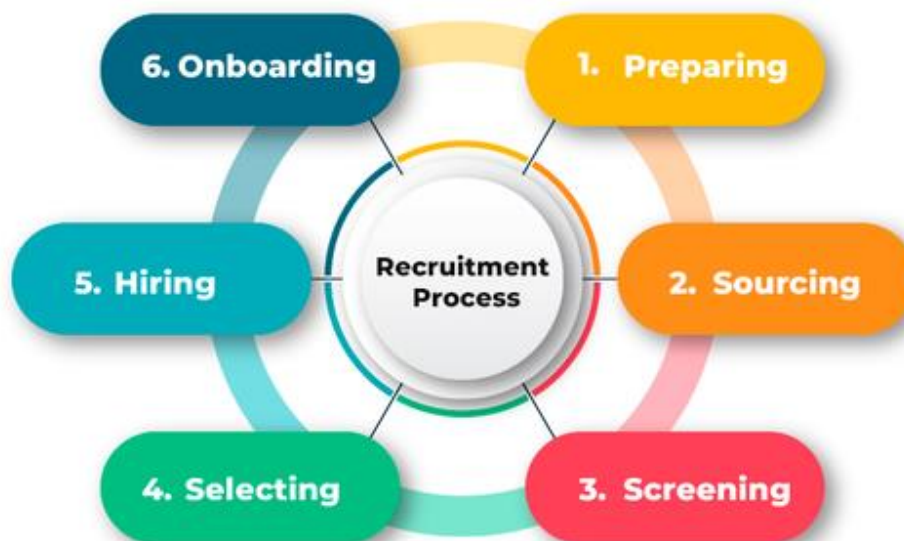 6. Onboarding
1. Preparing
Recruitment
Process
5. Hiring
2. Sourcing
4. Selecting
3. Screening